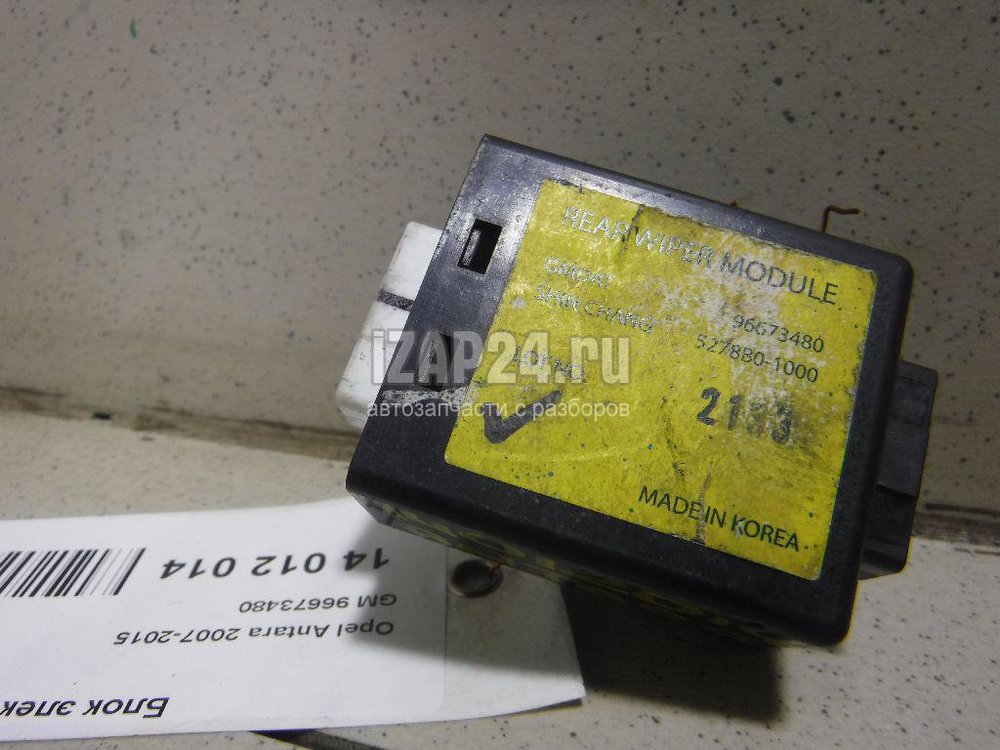 REAR WIPER MODULE
GMDAT 96673480
SHIN CHANG 527880-1000
2153
MADE IN KOREA
iZAP24.ru
автозапчасти с разборов
14 012 014
GM 96673480
Opel Antara 2007-2015
Блок элек